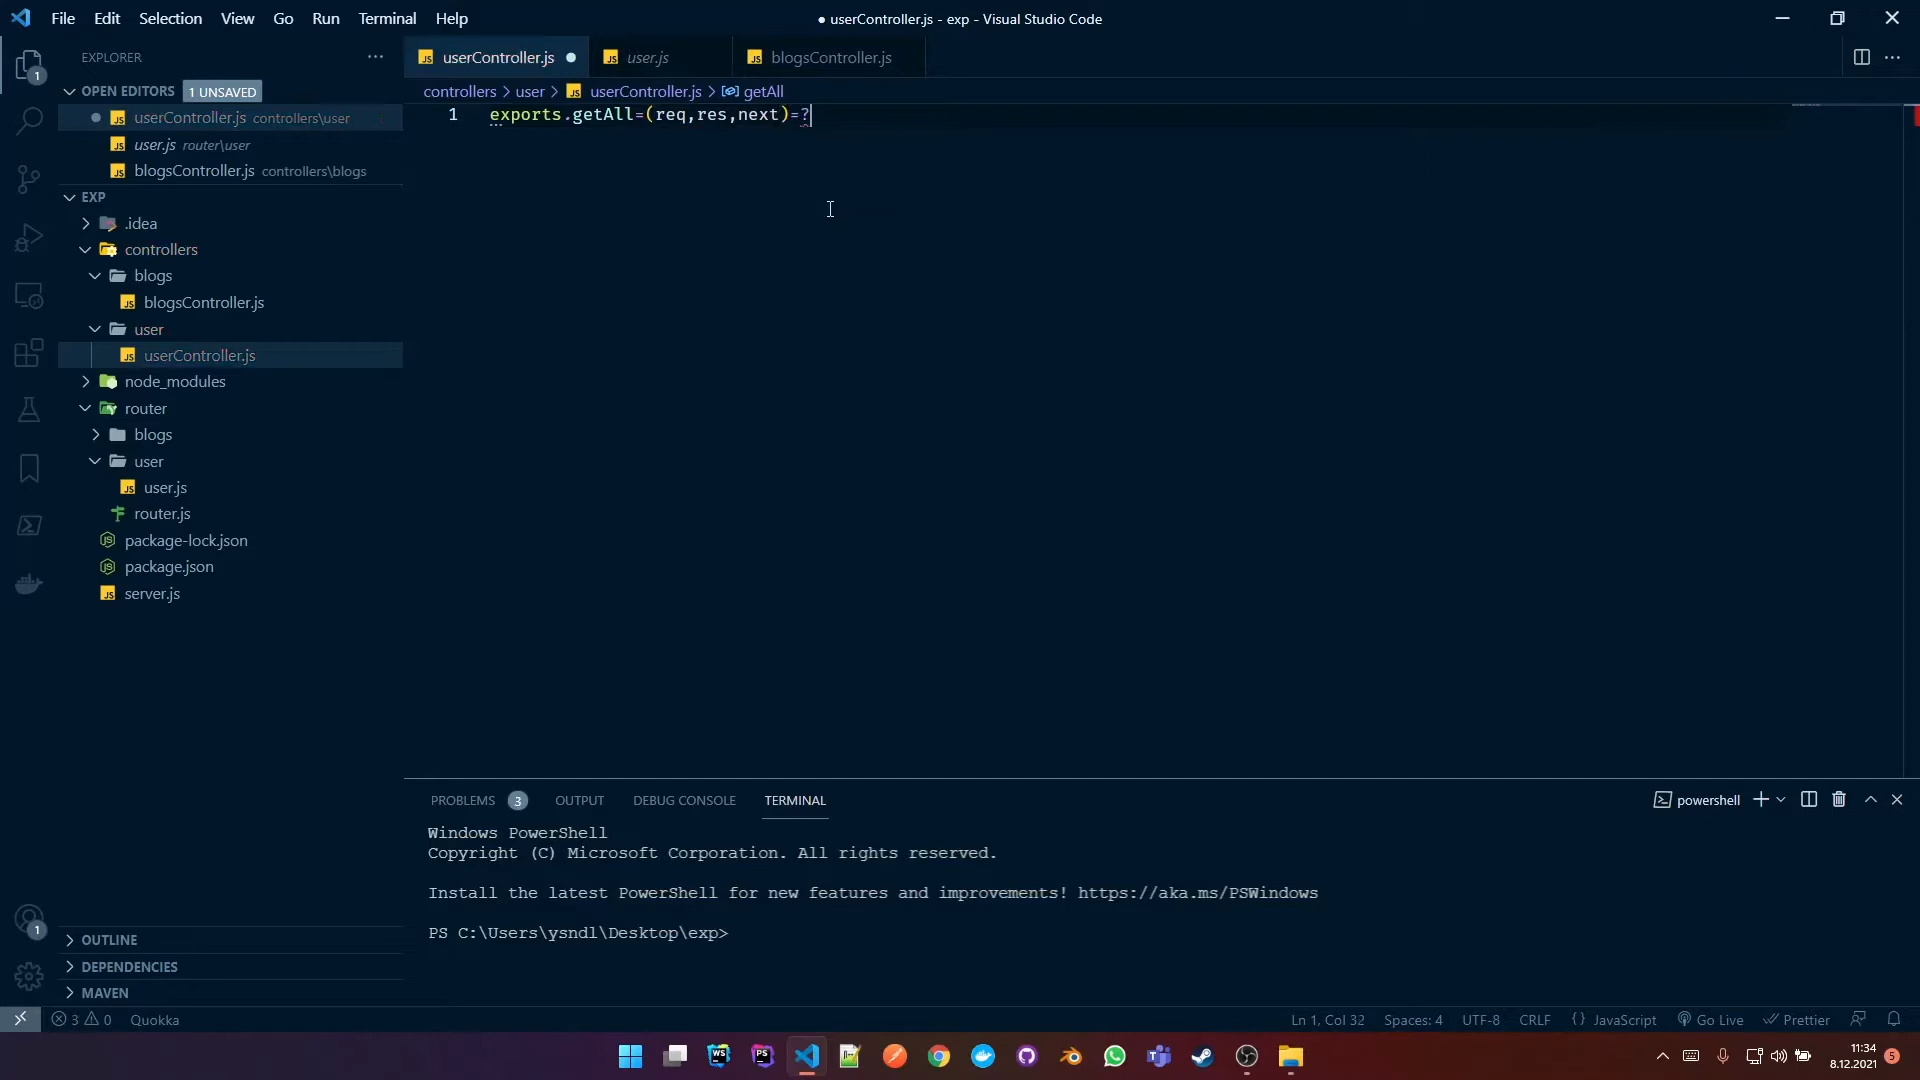 File Edit Selection View Go Run Terminal Help
● userController.js - exp - Visual Studio Code
EXPLORER
OPEN EDITORS 1 UNSAVED
userController.js controllers\user
user.js router\user
blogsController.js controllers\blogs
EXP
.idea
controllers
blogs
blogsController.js
user
userController.js
node_modules
router
blogs
user
user.js
router.js
package-lock.json
package.json
server.js
OUTLINE
DEPENDENCIES
MAVEN
userController.js user.js blogsController.js
controllers > user > userController.js > getAll
1 exports.getAll=(req,res,next)=?
PROBLEMS 3 OUTPUT DEBUG CONSOLE TERMINAL
powershell
Windows PowerShell
Copyright (C) Microsoft Corporation. All rights reserved.
Install the latest PowerShell for new features and improvements! https://aka.ms/PSWindows
PS C:\Users\ysndl\Desktop\exp>
1
1
3 0 Quokka
Ln 1, Col 32 Spaces: 4 UTF-8 CRLF {} JavaScript Go Live Prettier
11:34
8.12.2021 5